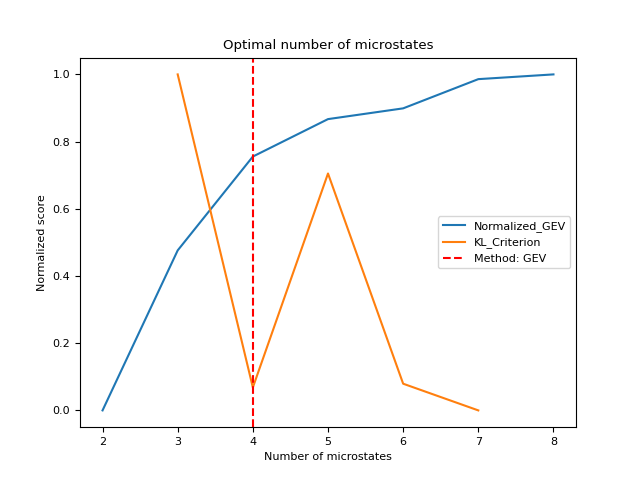 Optimal number of microstates
Normalized score
1.0
0.8
0.6
0.4
0.2
0.0
Normalized_GEV
KL_Criterion
Method: GEV
2 3 4 5 6 7 8
Number of microstates